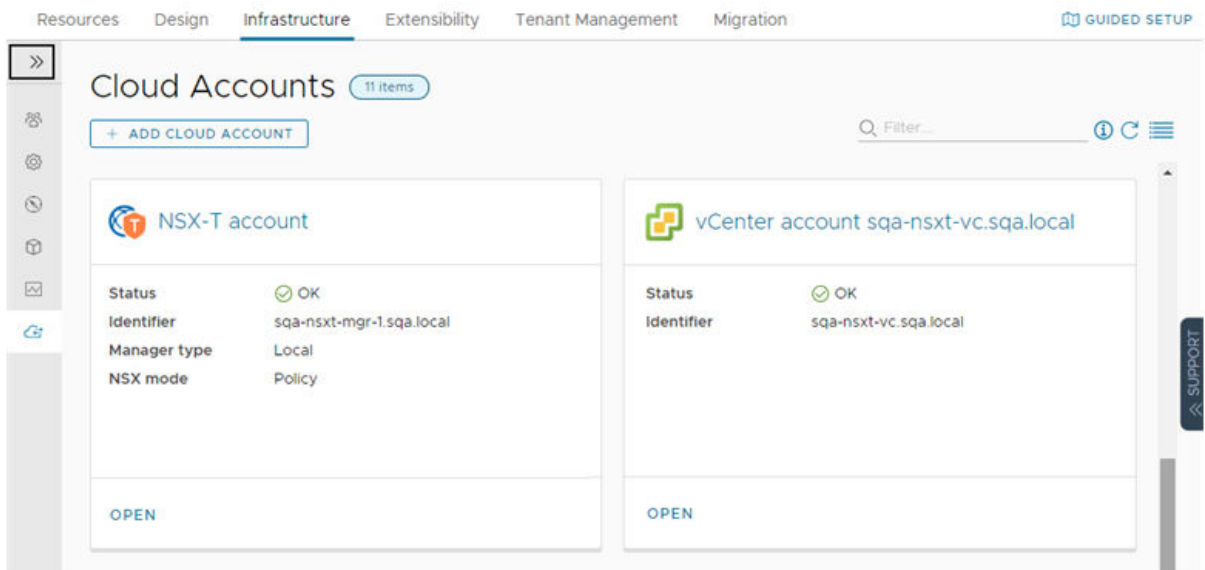 Resources Design Infrastructure Extensibility Tenant Management Migration GUIDED SETUP
Cloud Accounts 11 items
+ ADD CLOUD ACCOUNT Filter...
T NSX-T account
Status OK
Identifier sqa-nsxt-mgr-1.sqa.local
Manager type Local
NSX mode Policy
OPEN
vCenter account sqa-nsxt-vc.sqa.local
Status OK
Identifier sqa-nsxt-vc.sqa.local
OPEN
SUPPORT